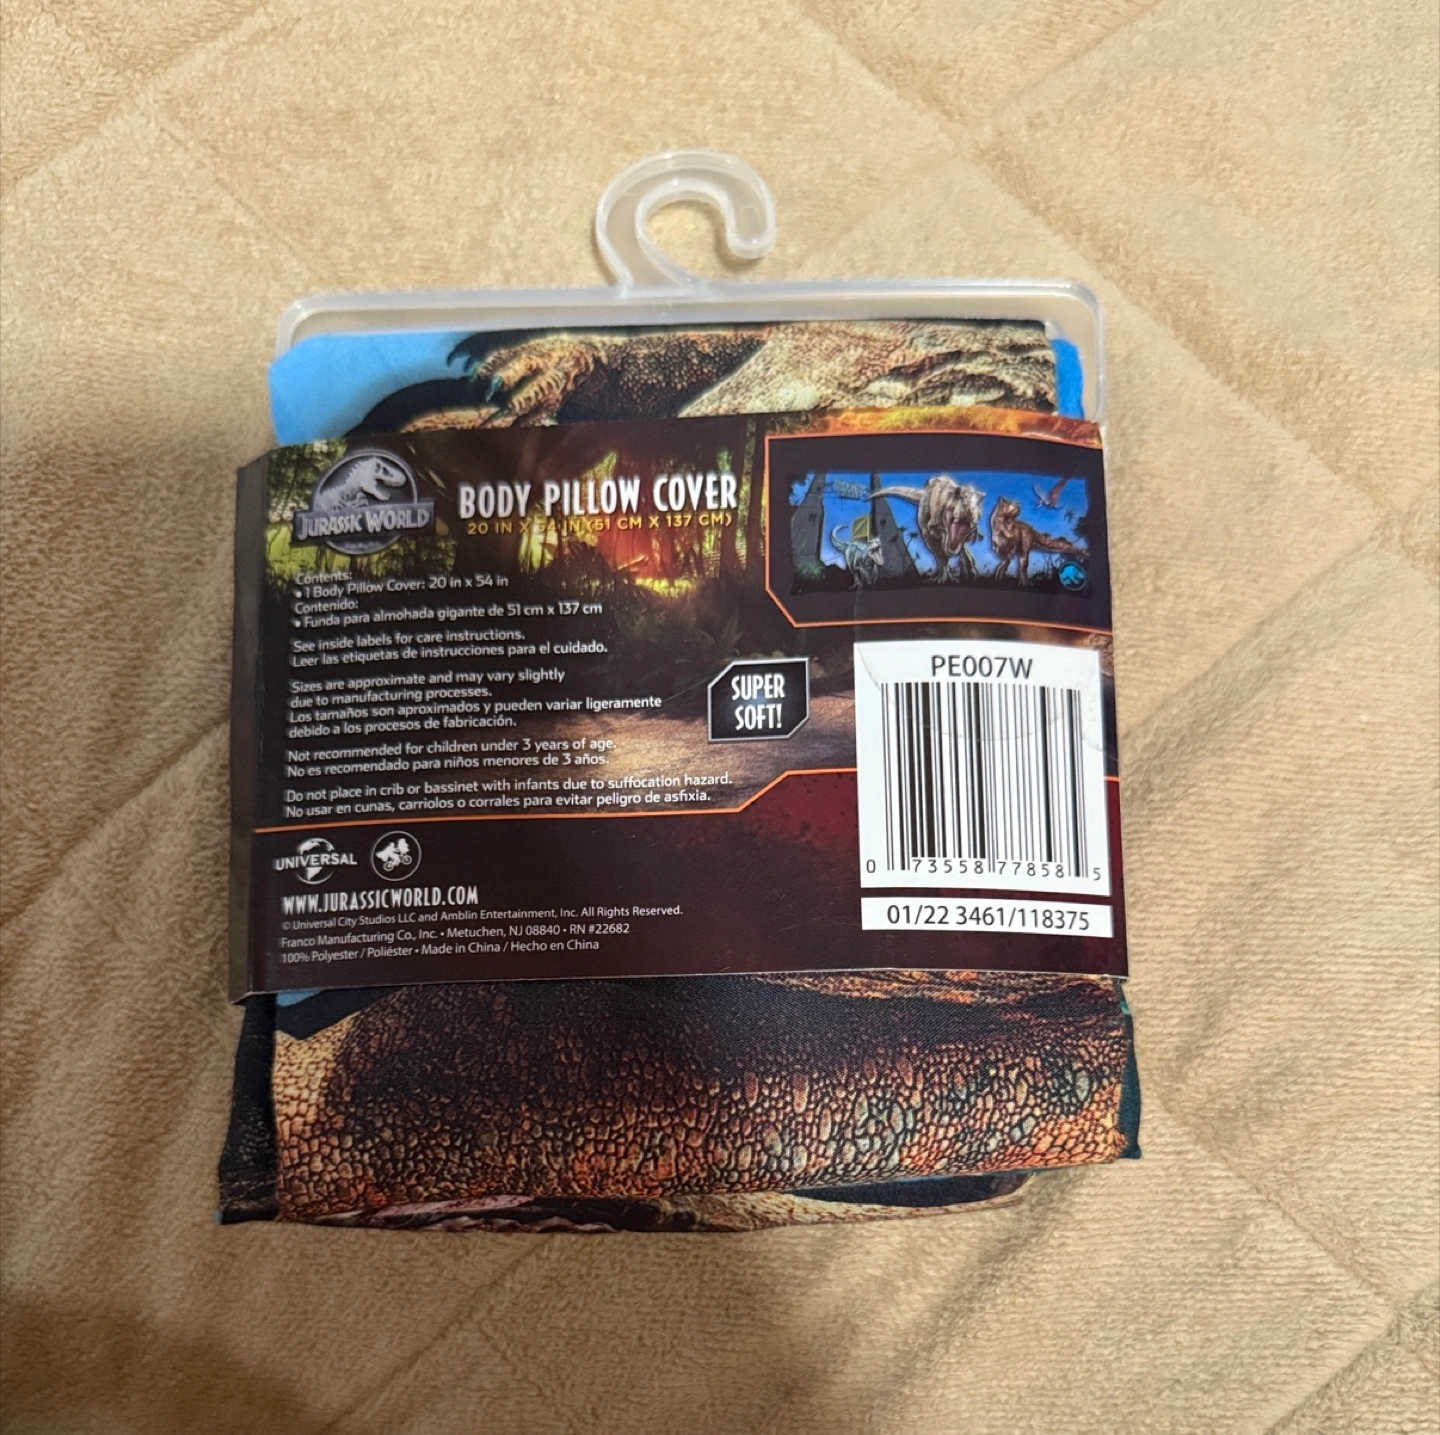 JURASSIC WORLD
BODY PILLOW COVER
20 IN X 54 IN (51 CM X 137 CM)
Contents:
• 1 Body Pillow Cover: 20 in x 54 in
Contenido:
• Funda para almohada gigante de 51 cm x 137 cm
See inside labels for care instructions.
Leer las etiquetas de instrucciones para el cuidado.
Sizes are approximate and may vary slightly
due to manufacturing processes.
Los tamaños son aproximados y pueden variar ligeramente
debido a los procesos de fabricación.
Not recommended for children under 3 years of age.
No es recomendado para niños menores de 3 años.
Do not place in crib or bassinet with infants due to suffocation hazard.
No usar en cunas, carriolos o corrales para evitar peligro de asfixia.
SUPER
SOFT!
PE007W
0 73558 77858 5
01/22 3461/118375
UNIVERSAL
WWW.JURASSICWORLD.COM
© Universal City Studios LLC and Amblin Entertainment, Inc. All Rights Reserved.
Franco Manufacturing Co., Inc. • Metuchen, NJ 08840 • RN #22682
100% Polyester / Poliéster • Made in China / Hecho en China